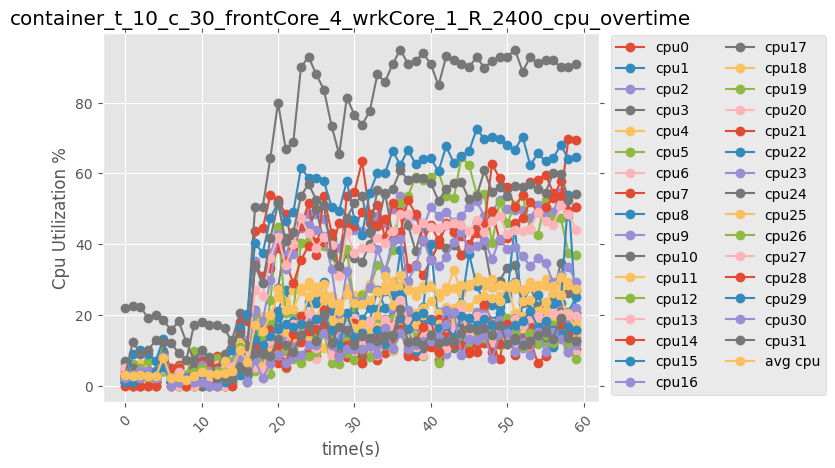 container_t_10_c_30_frontCore_4_wrkCore_1_R_2400_cpu_overtime
Cpu Utilization %
80
60
40
20
0
0
10
20
30
40
50
60
time(s)
cpu0
cpu1
cpu2
cpu3
cpu4
cpu5
cpu6
cpu7
cpu8
cpu9
cpu10
cpu11
cpu12
cpu13
cpu14
cpu15
cpu16
cpu17
cpu18
cpu19
cpu20
cpu21
cpu22
cpu23
cpu24
cpu25
cpu26
cpu27
cpu28
cpu29
cpu30
cpu31
avg cpu